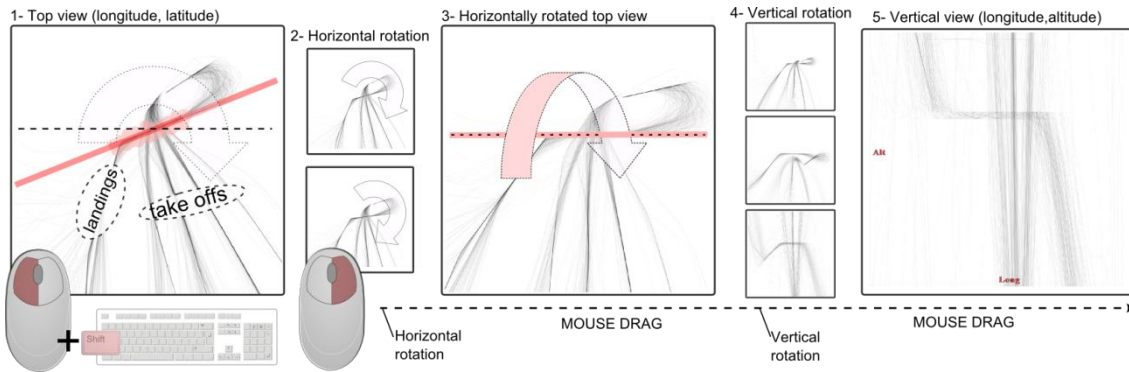 1- Top view (longitude, latitude)
2- Horizontal rotation
3- Horizontally rotated top view
4- Vertical rotation
5- Vertical view (longitude,altitude)
landings
take offs
Alt
Long
+
Shift
Horizontal
rotation
MOUSE DRAG
Vertical
rotation
MOUSE DRAG